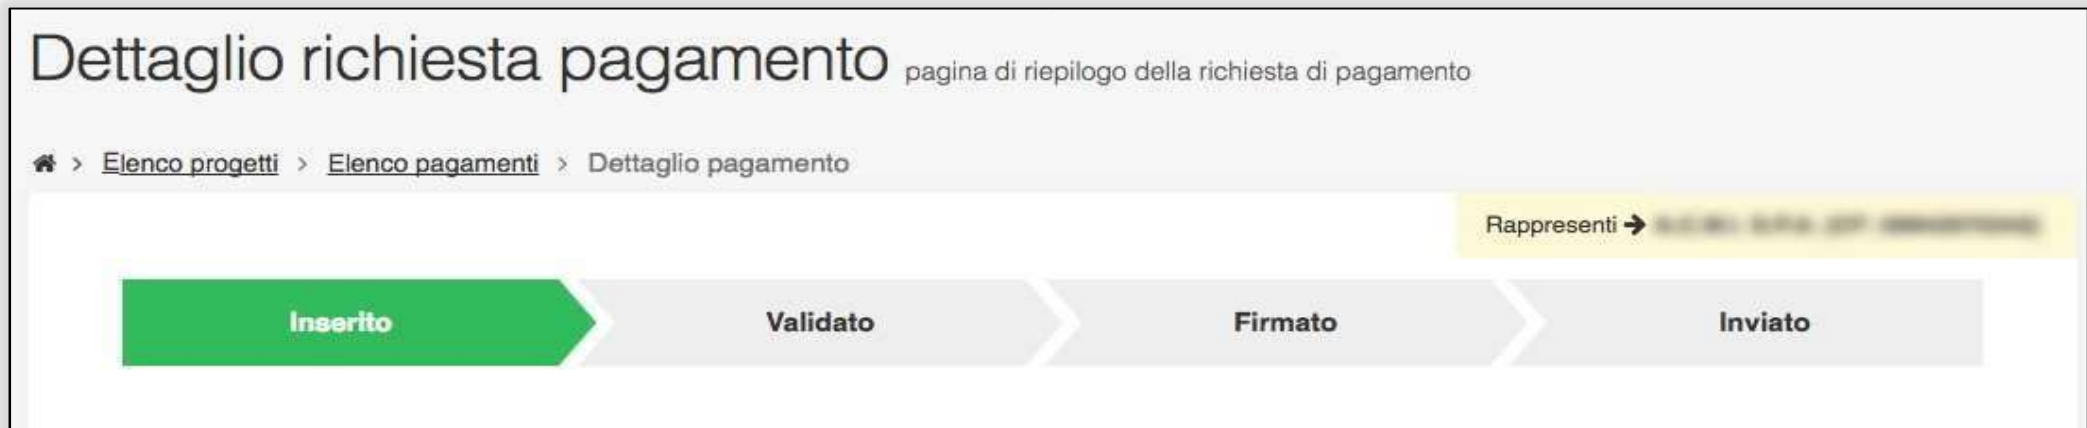 Dettaglio richiesta pagamento pagina di riepilogo della richiesta di pagamento
> Elenco progetti > Elenco pagamenti > Dettaglio pagamento
Rappresenti →
Inserito Validato Firmato Inviato